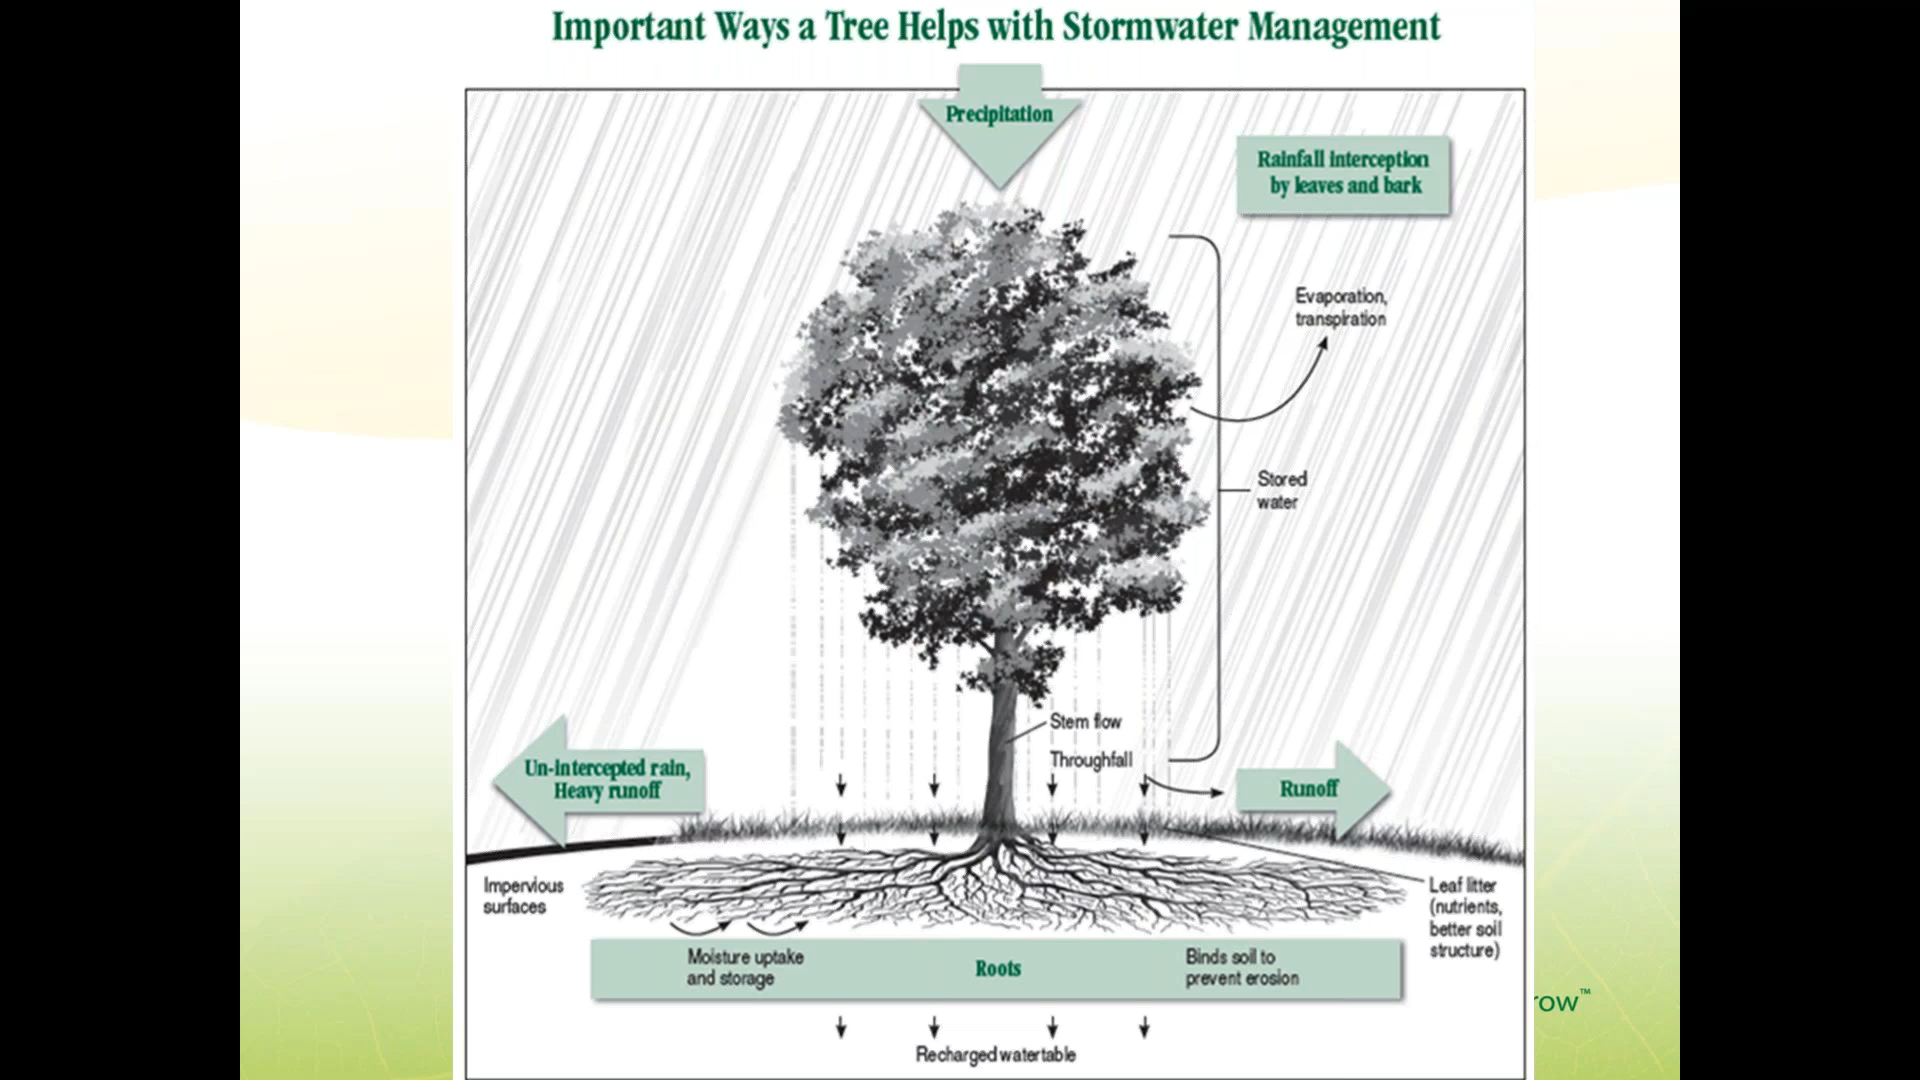 Important Ways a Tree Helps with Stormwater Management
Precipitation
Rainfall interception
by leaves and bark
Evaporation,
transpiration
Stored
water
Stem flow
Throughfall
Un-intercepted rain,
Heavy runoff
Runoff
Impervious
surfaces
Leaf litter
(nutrients,
better soil
structure)
Moisture uptake
and storage
Roots
Binds soil to
prevent erosion
Recharged watertable
row™